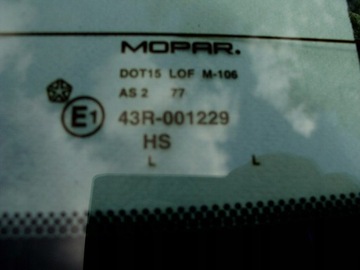 MOPAR.
DOT15 LOF M-106
AS 2 77
E1 43R-001229
HS
L L